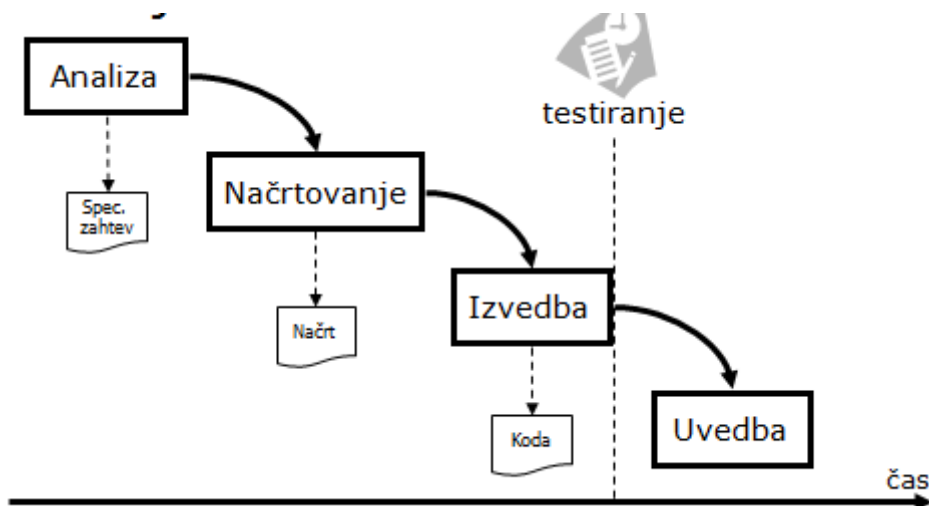 Analiza
testiranje
Spec.
zahtev
Načrtovanje
Načrt
Izvedba
Koda
Uvedba
čas